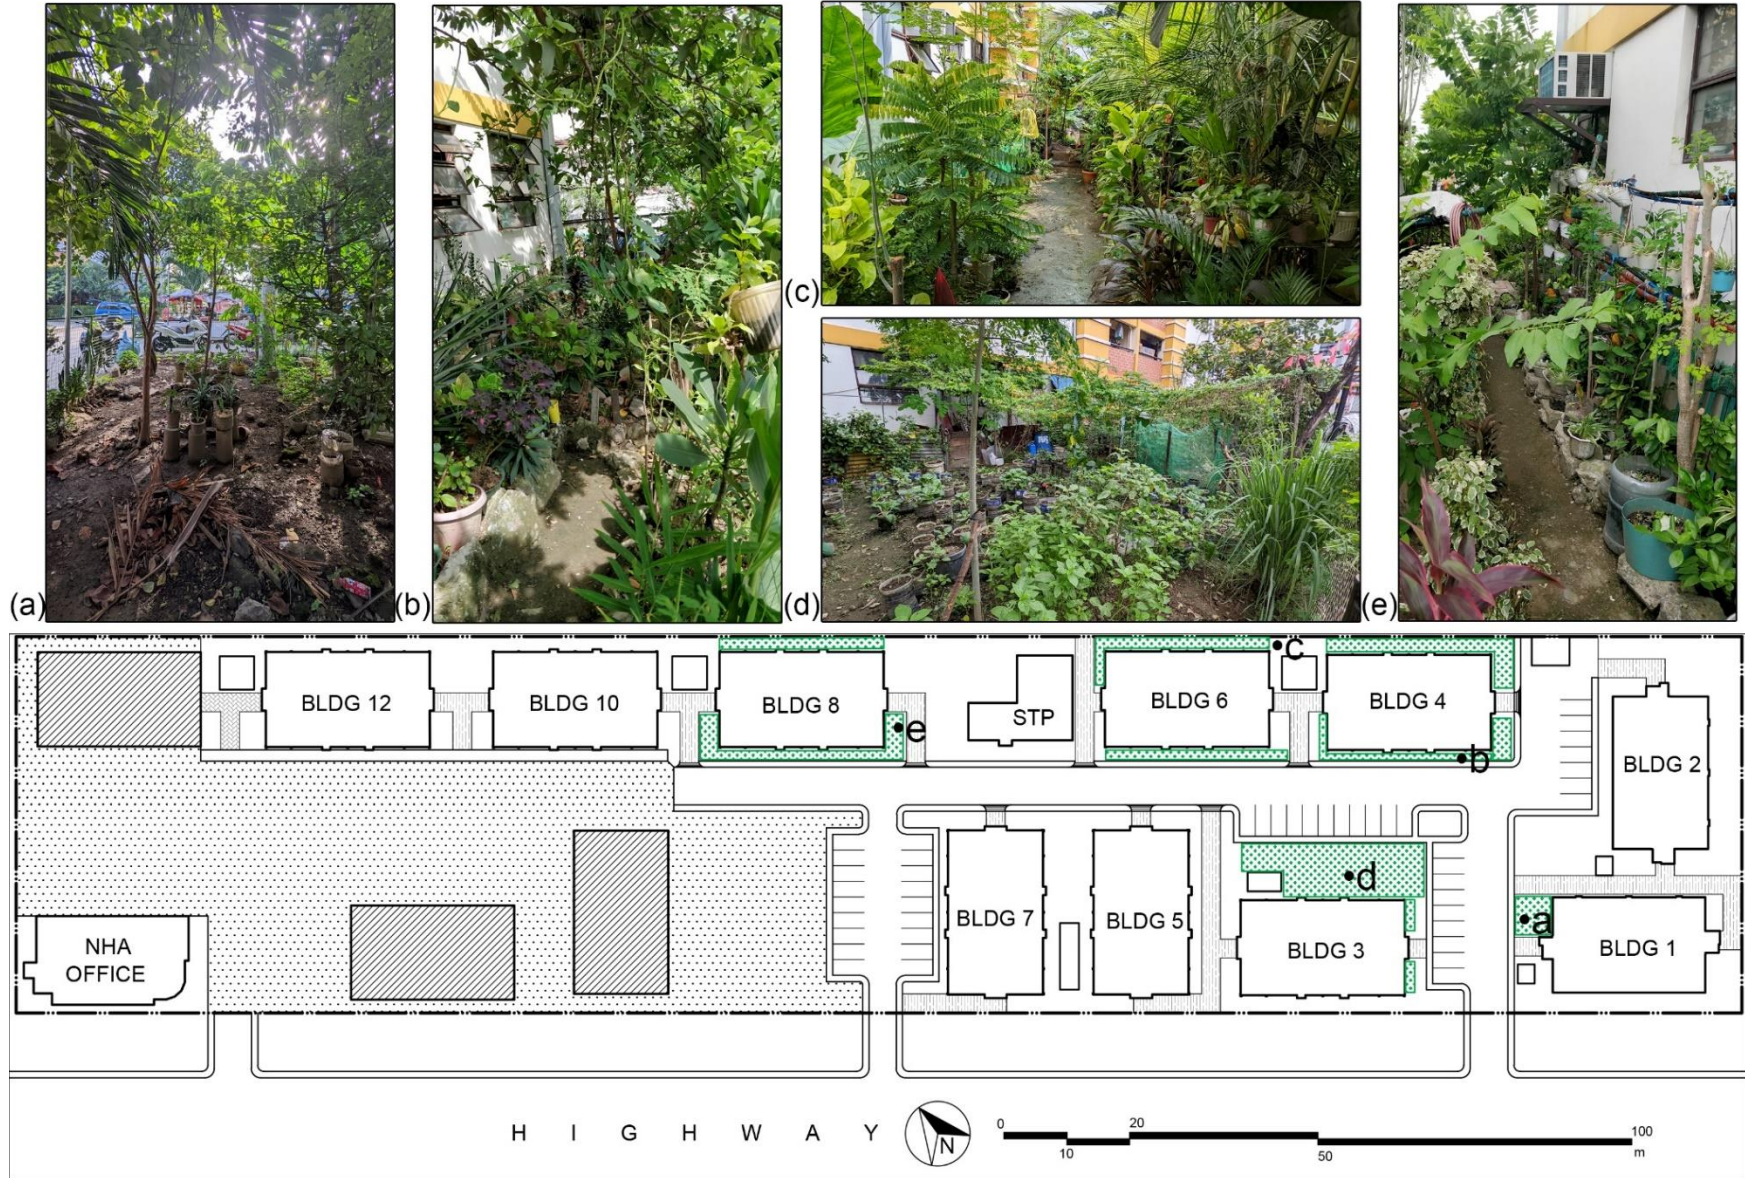 (a)
(b)
(c)
(d)
(e)
c
BLDG 12
BLDG 10
BLDG 8
BLDG 6
BLDG 4
STP
e
b
BLDG 2
d
a
BLDG 7
BLDG 5
BLDG 3
BLDG 1
NHA
OFFICE
H I G H W A Y
N
0
20
100
10
50
m